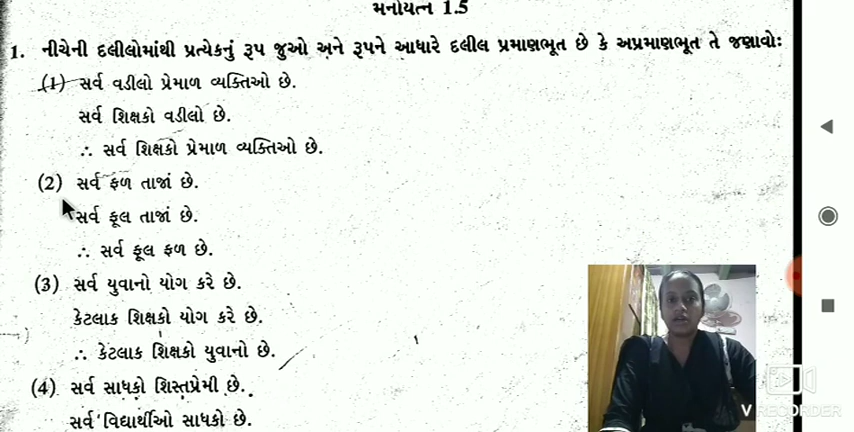 મનોયત્ન 1.5
1. નીચેની દલીલોમાંથી પ્રત્યેકનું રૂપ જુઓ અને રૂપને આધારે દલીલ પ્રમાણભૂત છે કે અપ્રમાણભૂત તે જણાવોઃ
(1) સર્વ વડીલો પ્રેમાળ વ્યક્તિઓ છે.
સર્વ શિક્ષકો વડીલો છે.
∴ સર્વ શિક્ષકો પ્રેમાળ વ્યક્તિઓ છે.
(2) સર્વ ફળ તાજાં છે.
સર્વ ફૂલ તાજાં છે.
∴ સર્વ ફૂલ ફળ છે.
(3) સર્વ યુવાનો યોગ કરે છે.
કેટલાક શિક્ષકો યોગ કરે છે.
∴ કેટલાક શિક્ષકો યુવાનો છે.
(4) સર્વ સાધકો શિસ્તપ્રેમી છે.
સર્વ વિદ્યાર્થીઓ સાધકો છે.
V RECORDER